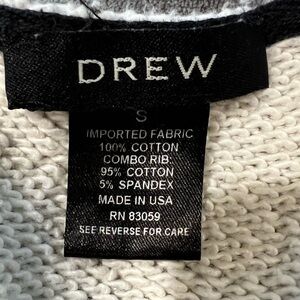 DREW
S
IMPORTED FABRIC
100% COTTON
COMBO RIB:
95% COTTON
5% SPANDEX
MADE IN USA
RN 83059
SEE REVERSE FOR CARE